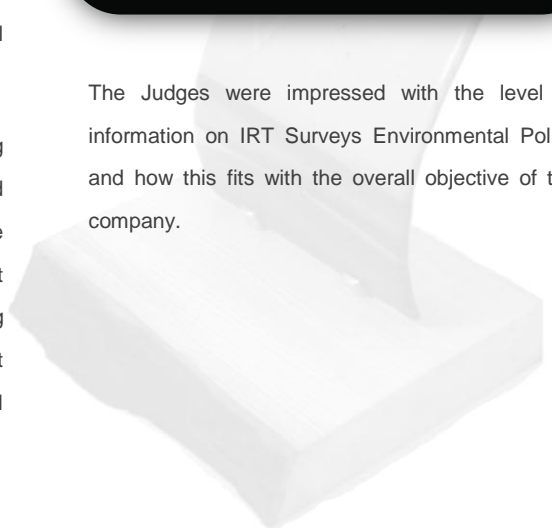 The Judges were impressed with the level
information on IRT Surveys Environmental Pol
and how this fits with the overall objective of t
company.